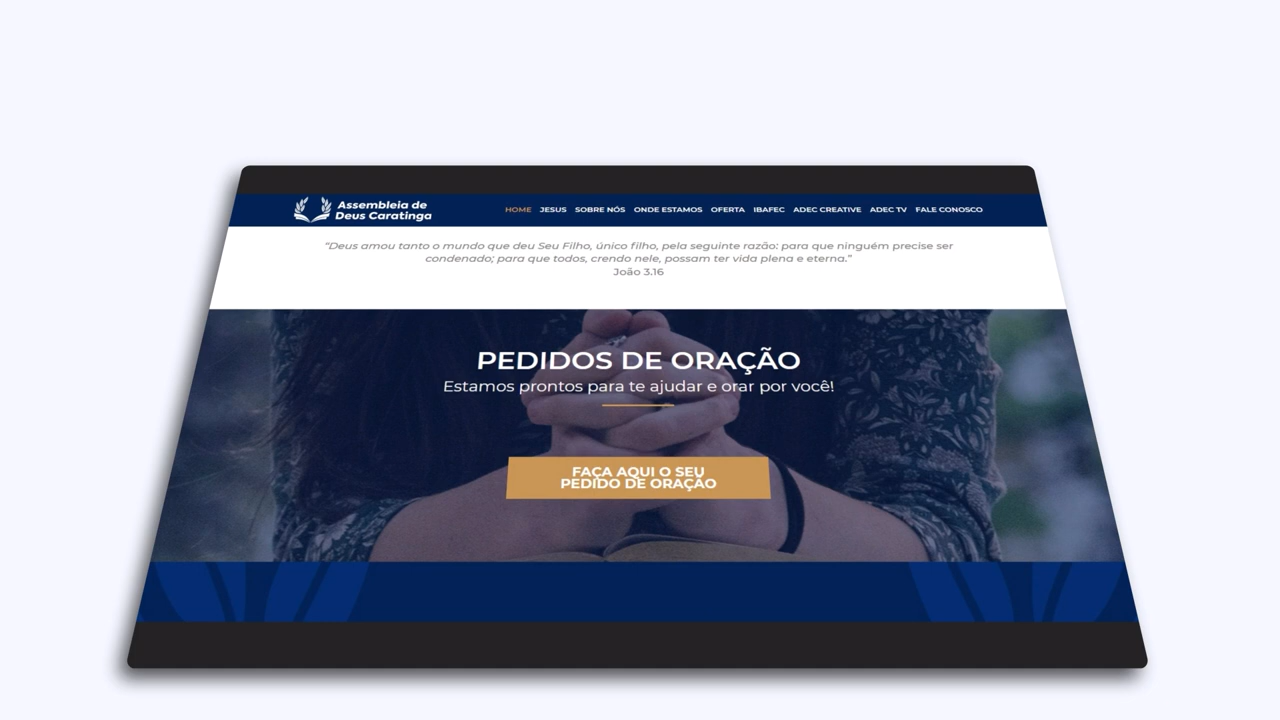 Assembleia de
Deus Caratinga
HOME JESUS SOBRE NÓS ONDE ESTAMOS OFERTA IBAFEC ADEC CREATIVE ADEC TV FALE CONOSCO
“Deus amou tanto o mundo que deu Seu Filho, único filho, pela seguinte razão: para que ninguém precise ser
condenado; para que todos, crendo nele, possam ter vida plena e eterna.”
João 3.16
PEDIDOS DE ORAÇÃO
Estamos prontos para te ajudar e orar por você!
FAÇA AQUI O SEU
PEDIDO DE ORAÇÃO